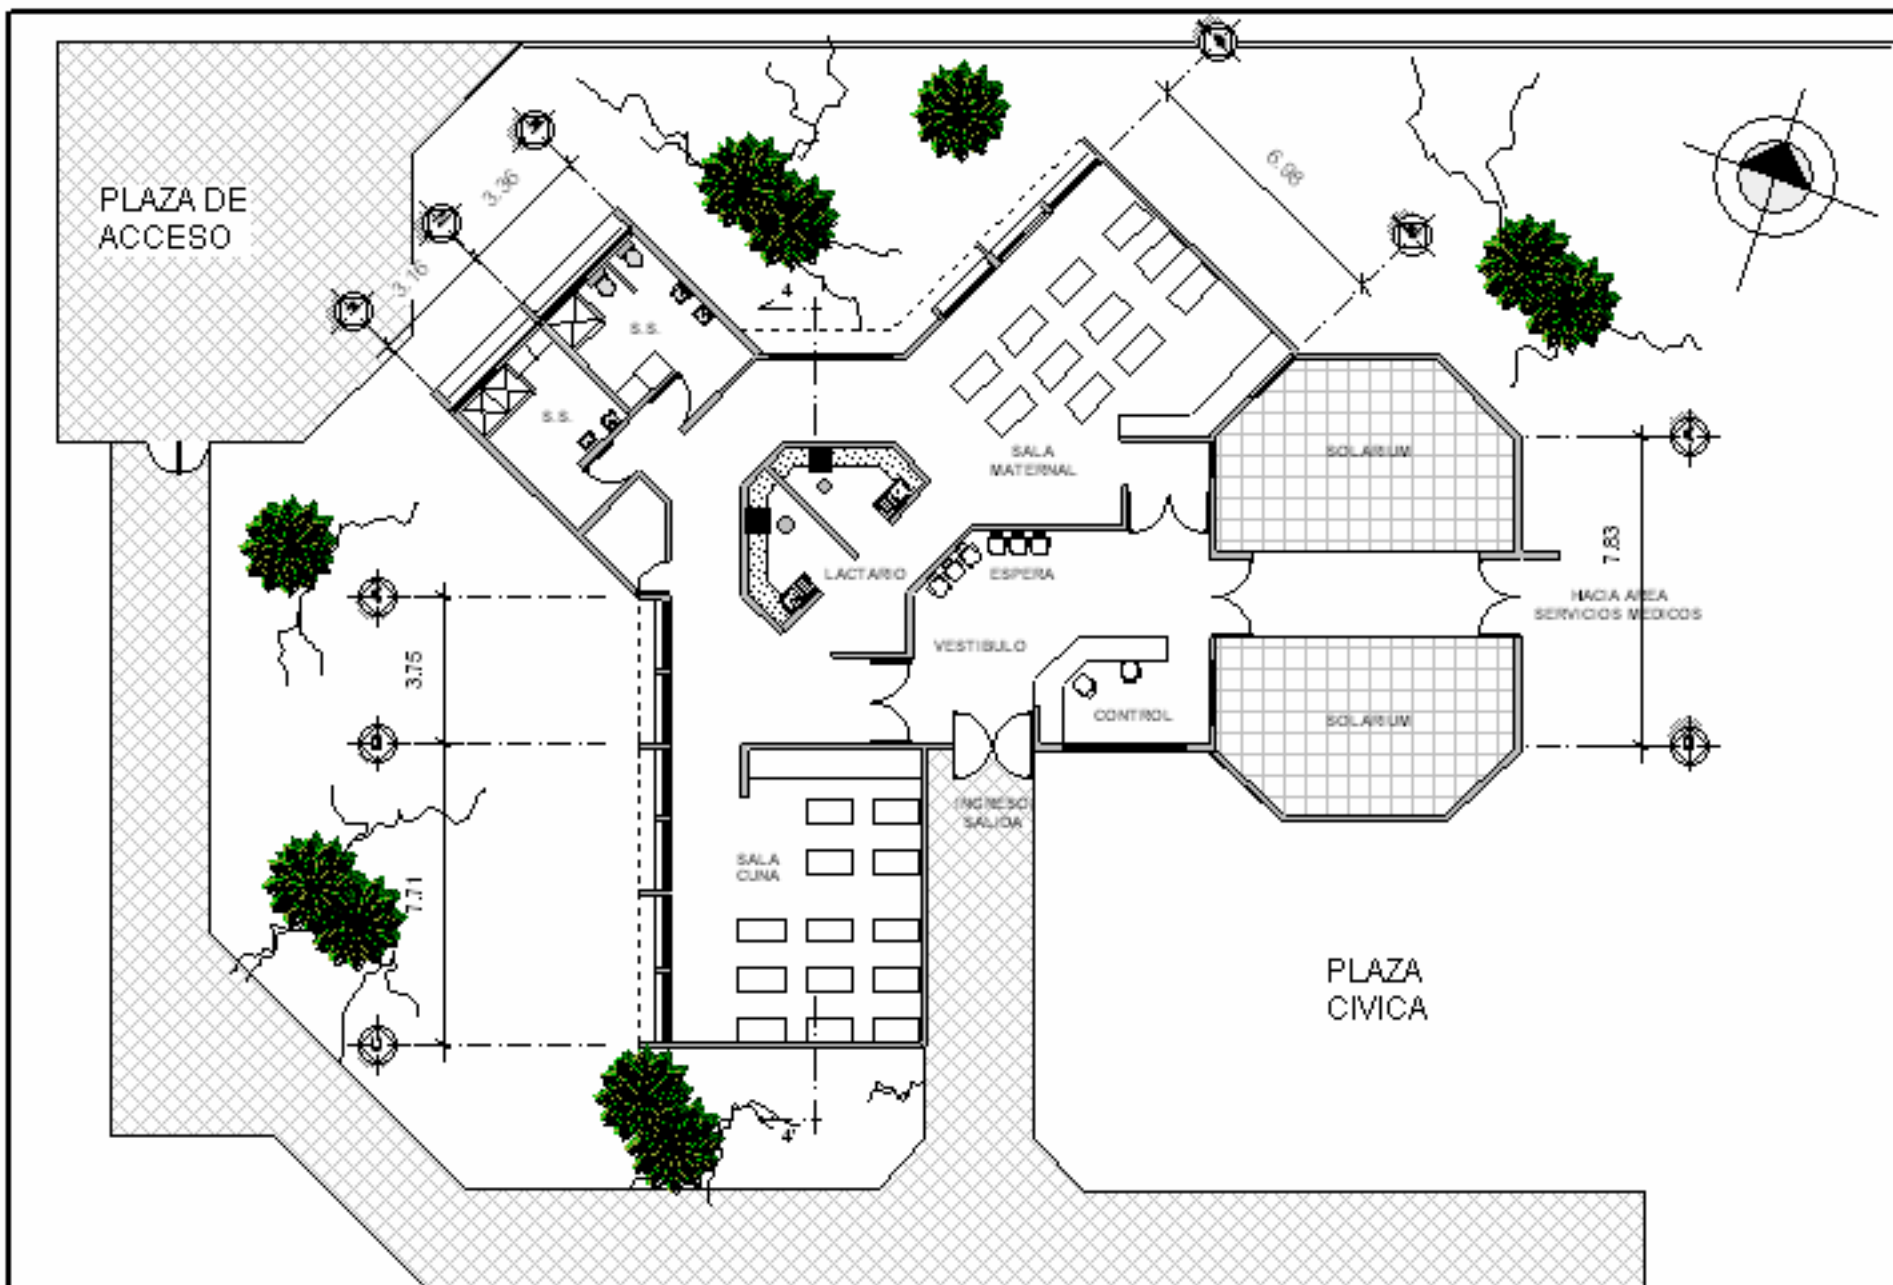 PLAZA DE
ACCESO
3.36
3.16
6.98
4
S.S.
S.S.
SALA
MATERNAL
SOLARIUM
7.83
LACTARIO
ESPERA
HACIA AREA
SERVICIOS MEDICOS
VESTIBULO
3.75
CONTROL
SOLARIUM
INGRESO
SALIDA
SALA
CUNA
7.71
PLAZA
CIVICA
4'